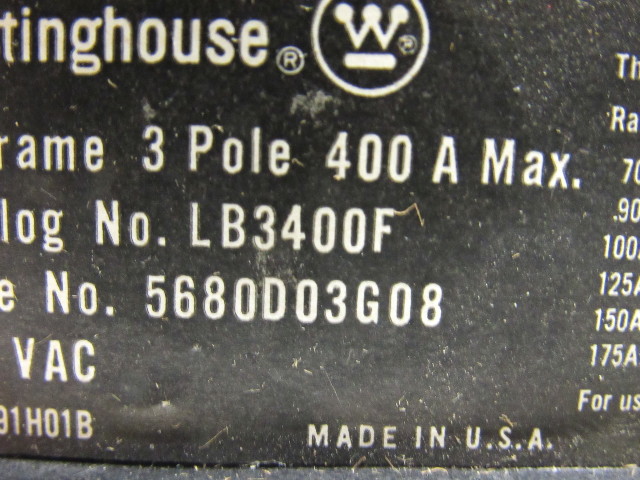 tinghouse®
W
rame 3 Pole 400 A Max.
log No. LB3400F
e No. 5680D03G08
VAC
91H01B
MADE IN U.S.A.
Th
Ra
70
.90
100
125A
150A
175A
For us